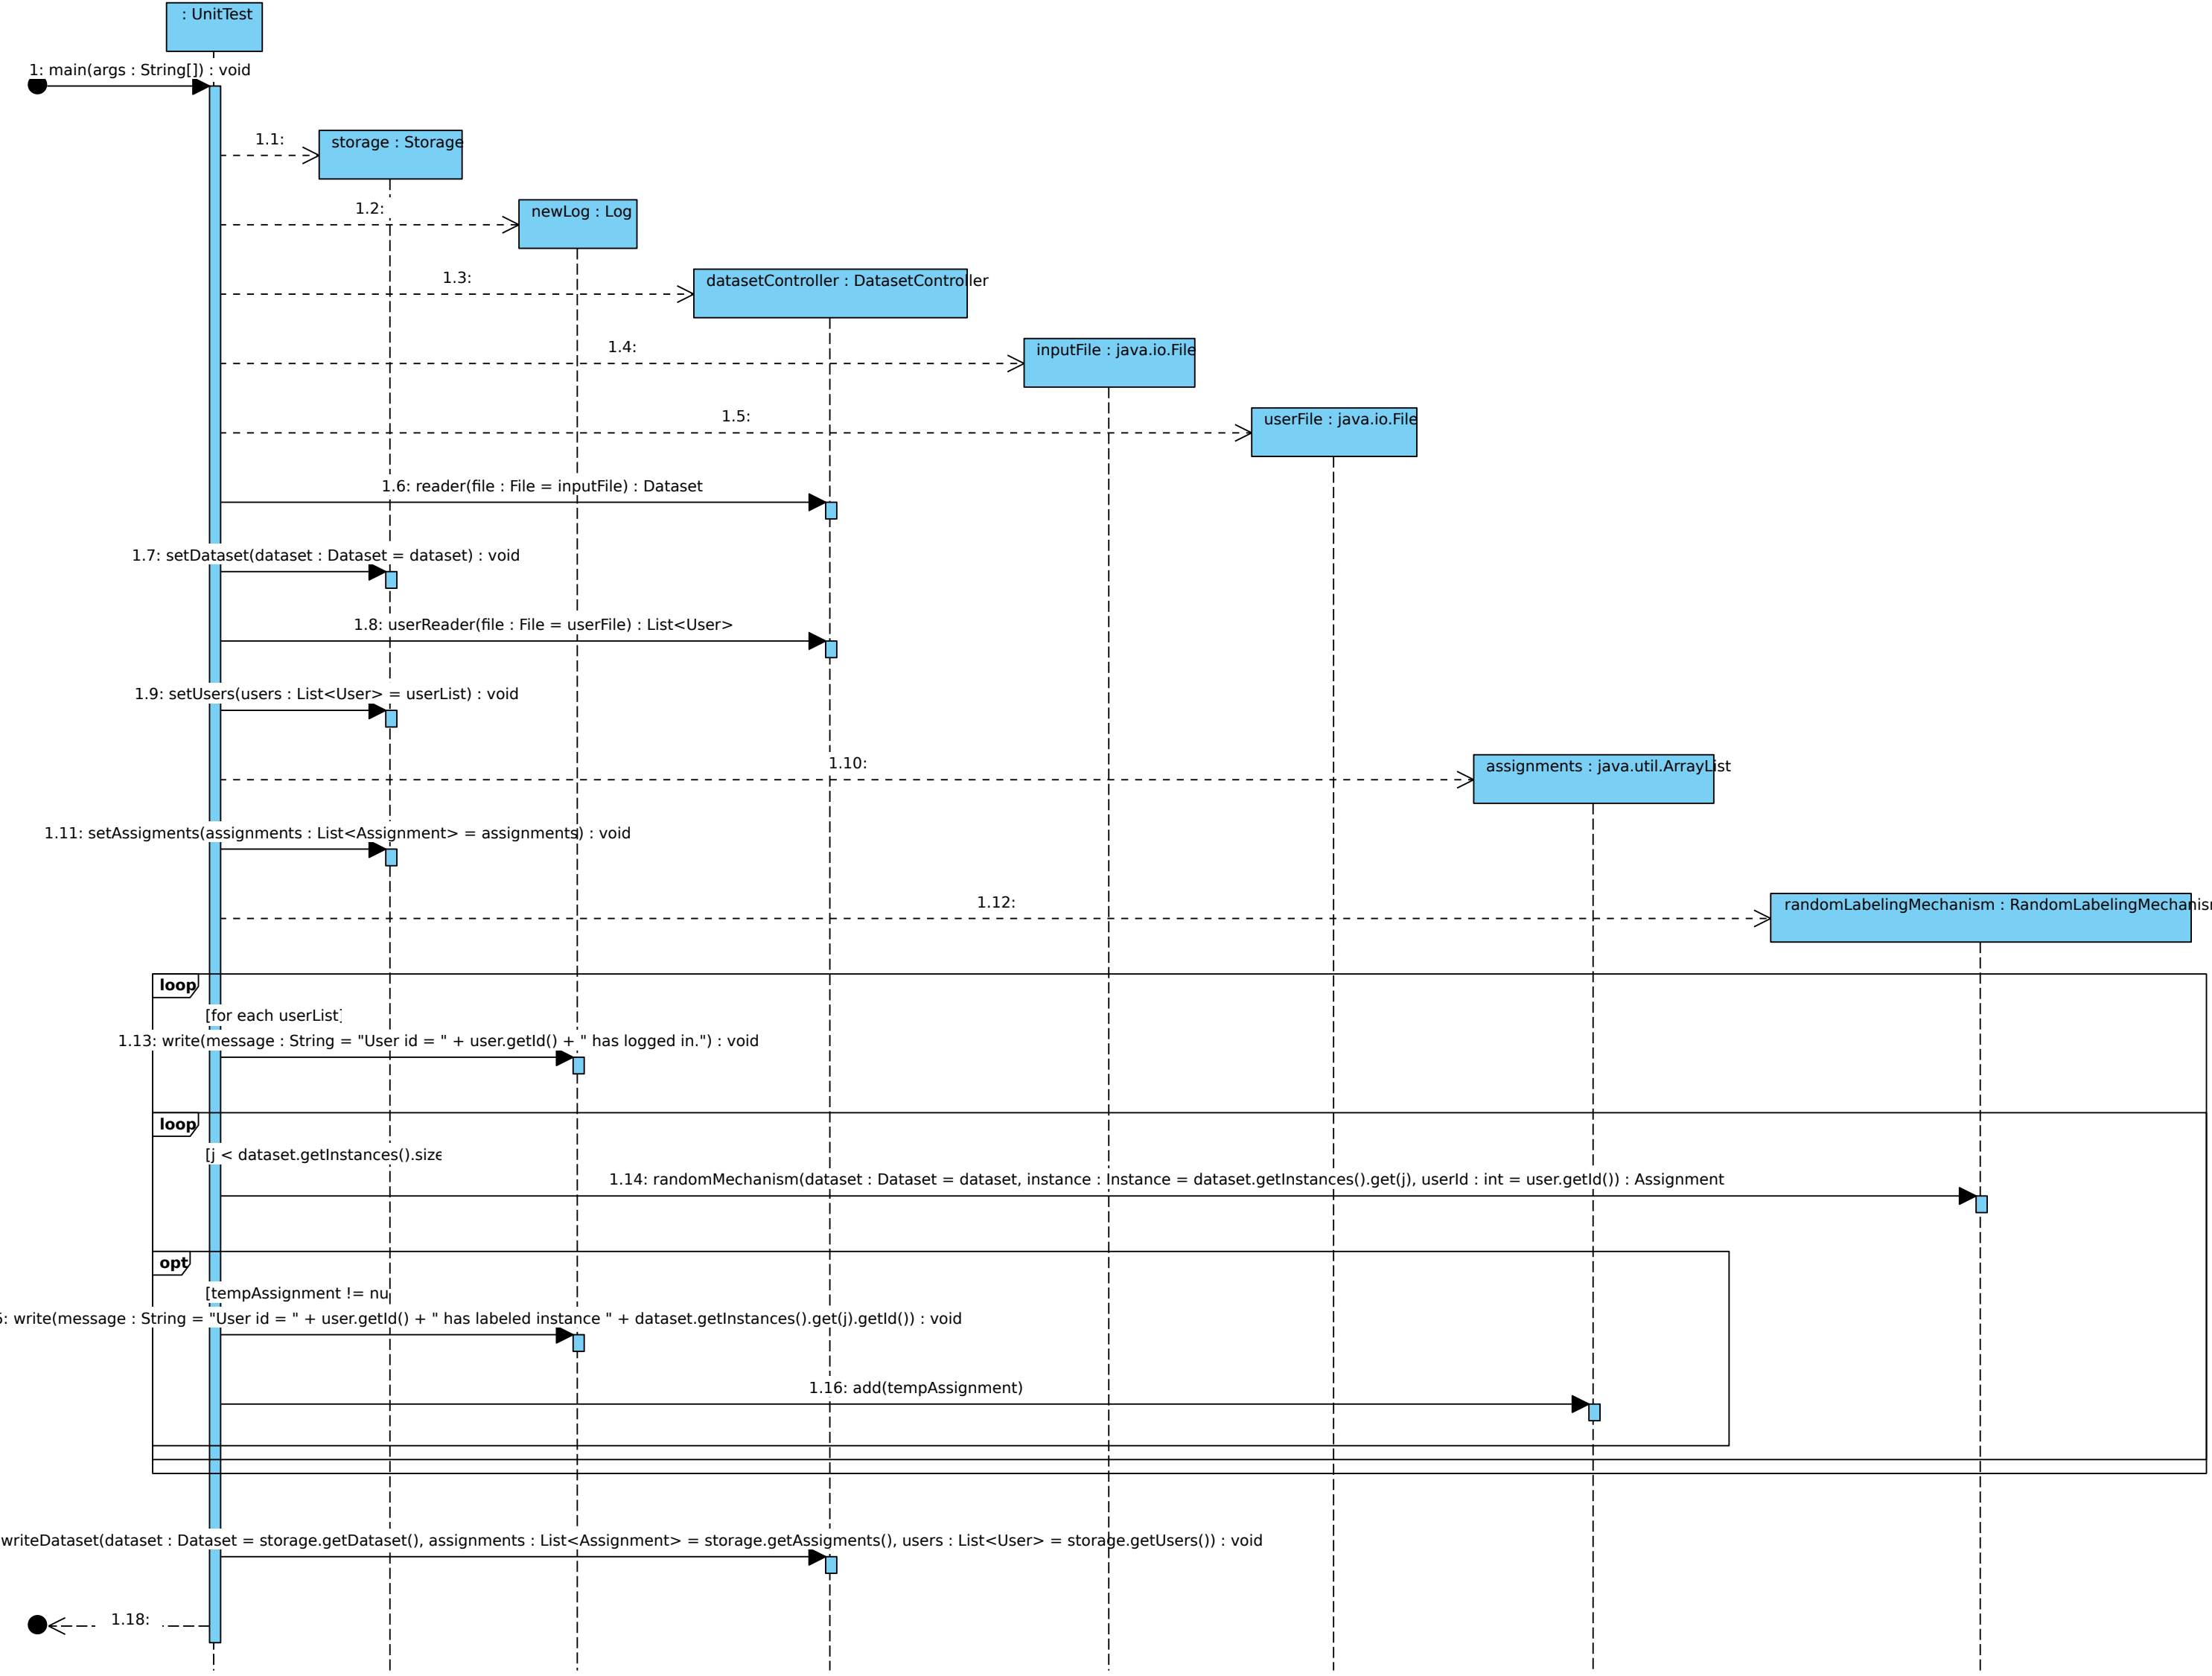 : UnitTest
1: main(args : String[]) : void
1.1:
storage : Storage
1.2:
newLog : Log
1.3:
datasetController : DatasetController
1.4:
inputFile : java.io.File
1.5:
userFile : java.io.File
1.6: reader(file : File = inputFile) : Dataset
1.7: setDataset(dataset : Dataset = dataset) : void
1.8: userReader(file : File = userFile) : List<User>
1.9: setUsers(users : List<User> = userList) : void
1.10:
assignments : java.util.ArrayList
1.11: setAssigments(assignments : List<Assignment> = assignments) : void
1.12:
randomLabelingMechanism : RandomLabelingMechanis
loop
[for each userList]
1.13: write(message : String = "User id = " + user.getId() + " has logged in.") : void
loop
[j < dataset.getInstances().size
1.14: randomMechanism(dataset : Dataset = dataset, instance : Instance = dataset.getInstances().get(j), userId : int = user.getId()) : Assignment
opt
[tempAssignment != nu
: write(message : String = "User id = " + user.getId() + " has labeled instance " + dataset.getInstances().get(j).getId()) : void
1.16: add(tempAssignment)
writeDataset(dataset : Dataset = storage.getDataset(), assignments : List<Assignment> = storage.getAssigments(), users : List<User> = storage.getUsers()) : void
1.18: